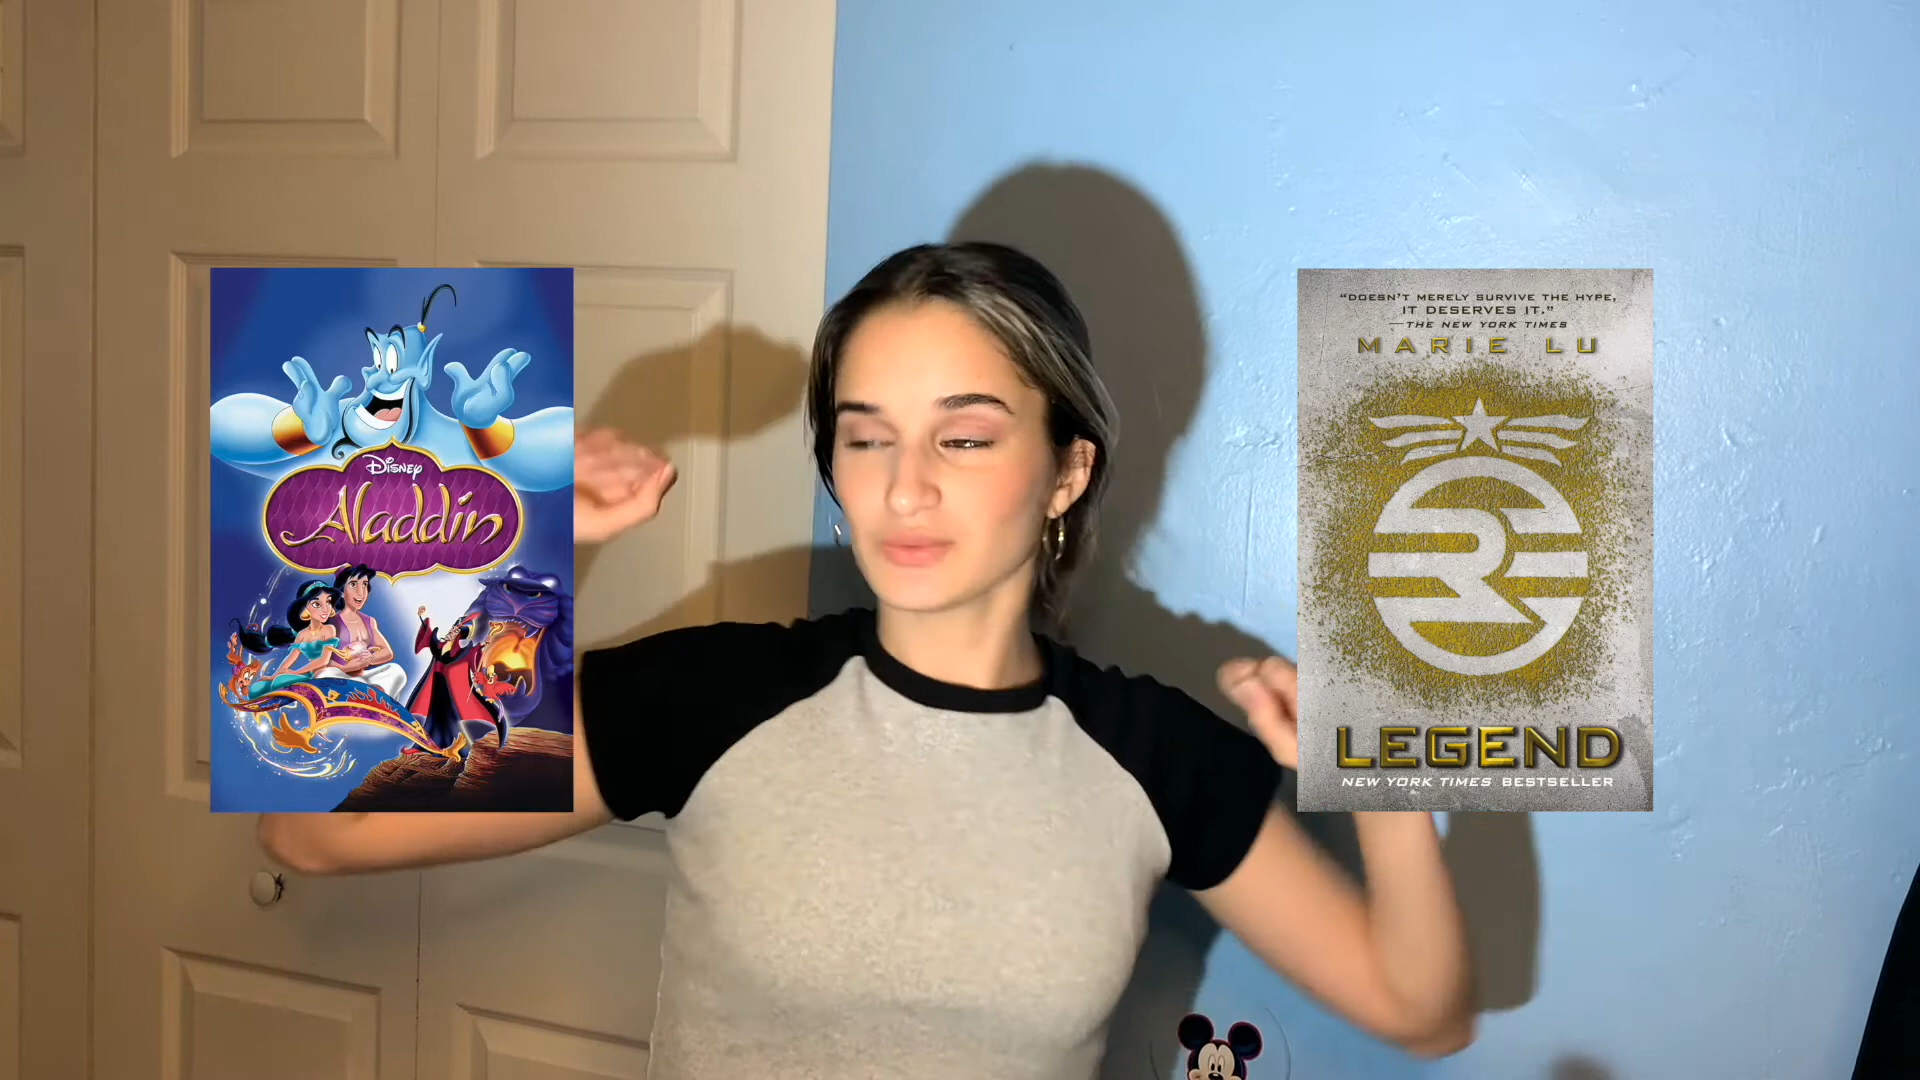 Disney
Aladdin
"DOESN'T MERELY SURVIVE THE HYPE,
IT DESERVES IT."
—THE NEW YORK TIMES
MARIE LU
R
LEGEND
NEW YORK TIMES BESTSELLER